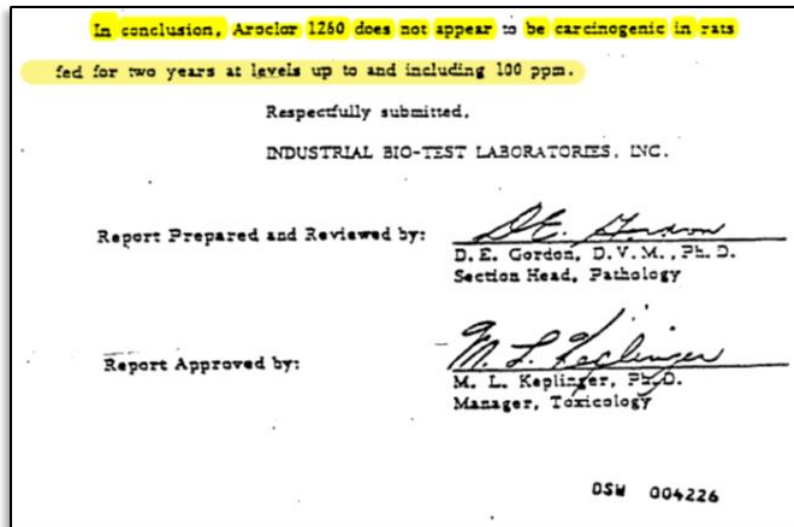 In conclusion, Aroclor 1260 does not appear to be carcinogenic in rats
fed for two years at levels up to and including 100 ppm.
Respectfully submitted,
INDUSTRIAL BIO-TEST LABORATORIES, INC.
Report Prepared and Reviewed by:
D. E. Gordon
D. E. Gordon, D. V. M., Ph. D.
Section Head, Pathology
Report Approved by:
M. L. Keplinger
M. L. Keplinger, Ph. D.
Manager, Toxicology
DSW 004226